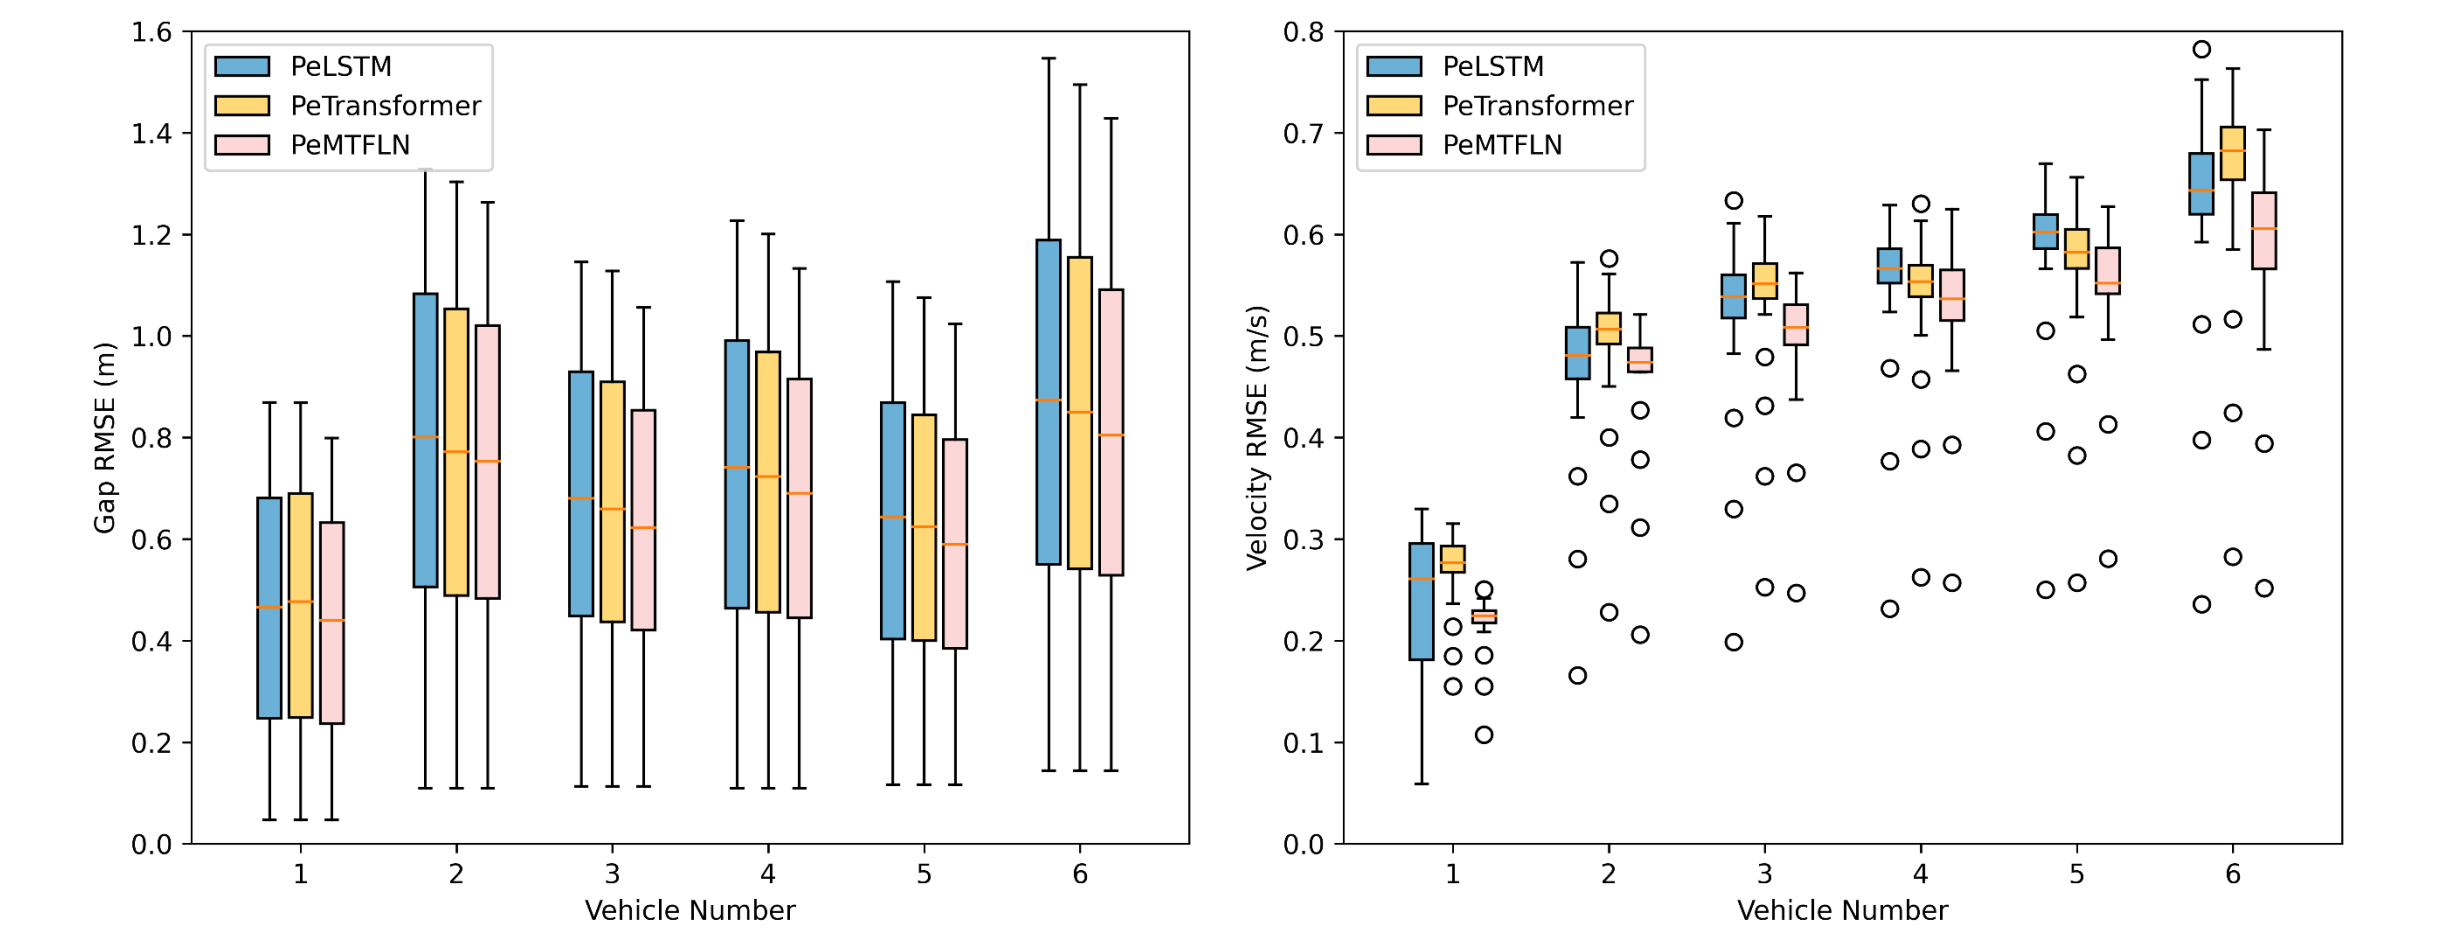 1.6
1.4
1.2
1.0
0.8
0.6
0.4
0.2
0.0
Gap RMSE (m)
PeLSTM
PeTransformer
PeMTFLN
1 2 3 4 5 6
Vehicle Number
0.8
0.7
0.6
0.5
0.4
0.3
0.2
0.1
0.0
Velocity RMSE (m/s)
PeLSTM
PeTransformer
PeMTFLN
1 2 3 4 5 6
Vehicle Number